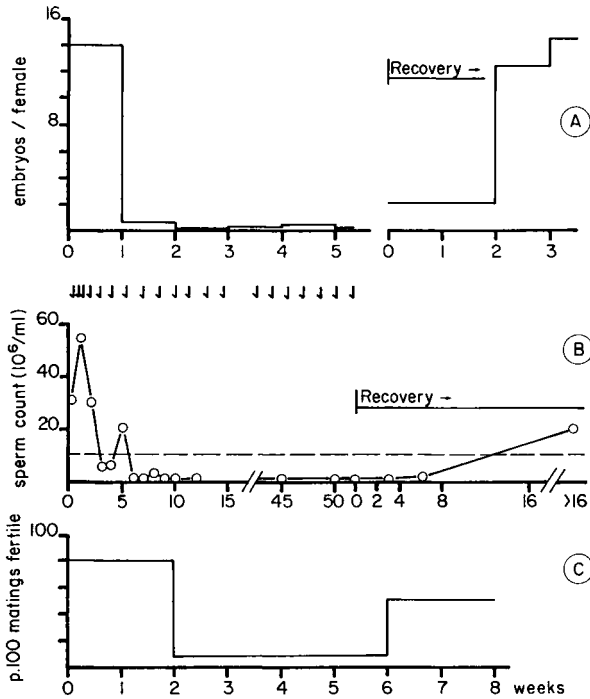 16
8
embryos / female
Recovery →
A
0 1 2 3 4 5 0 1 2 3
60
40
20
sperm count (10⁶/ml)
B
Recovery →
0 5 10 15 45 50 0 2 4 8 16 >16
100
p.100 matings fertile
C
0 1 2 3 4 5 6 7 8 weeks